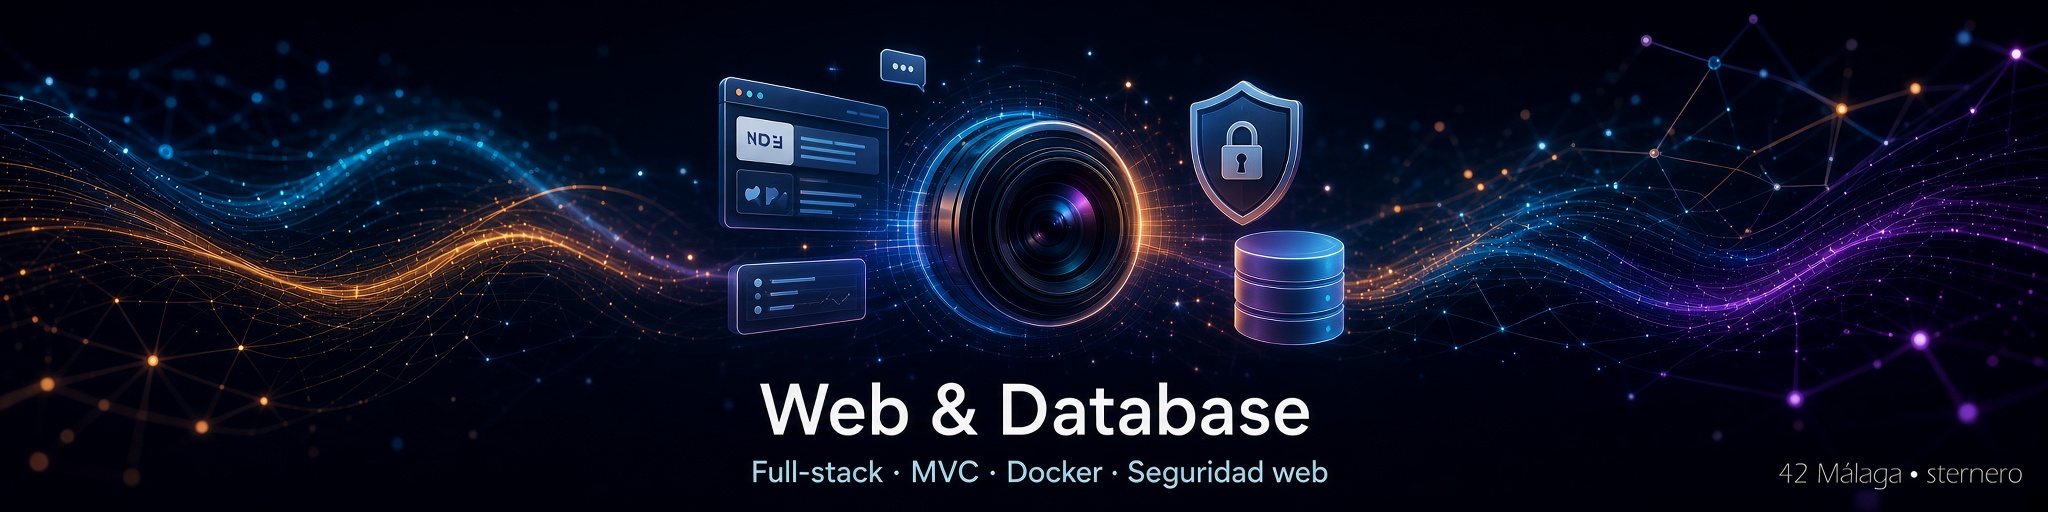 Web & Database
Full-stack · MVC · Docker · Seguridad web
42 Málaga • sternero